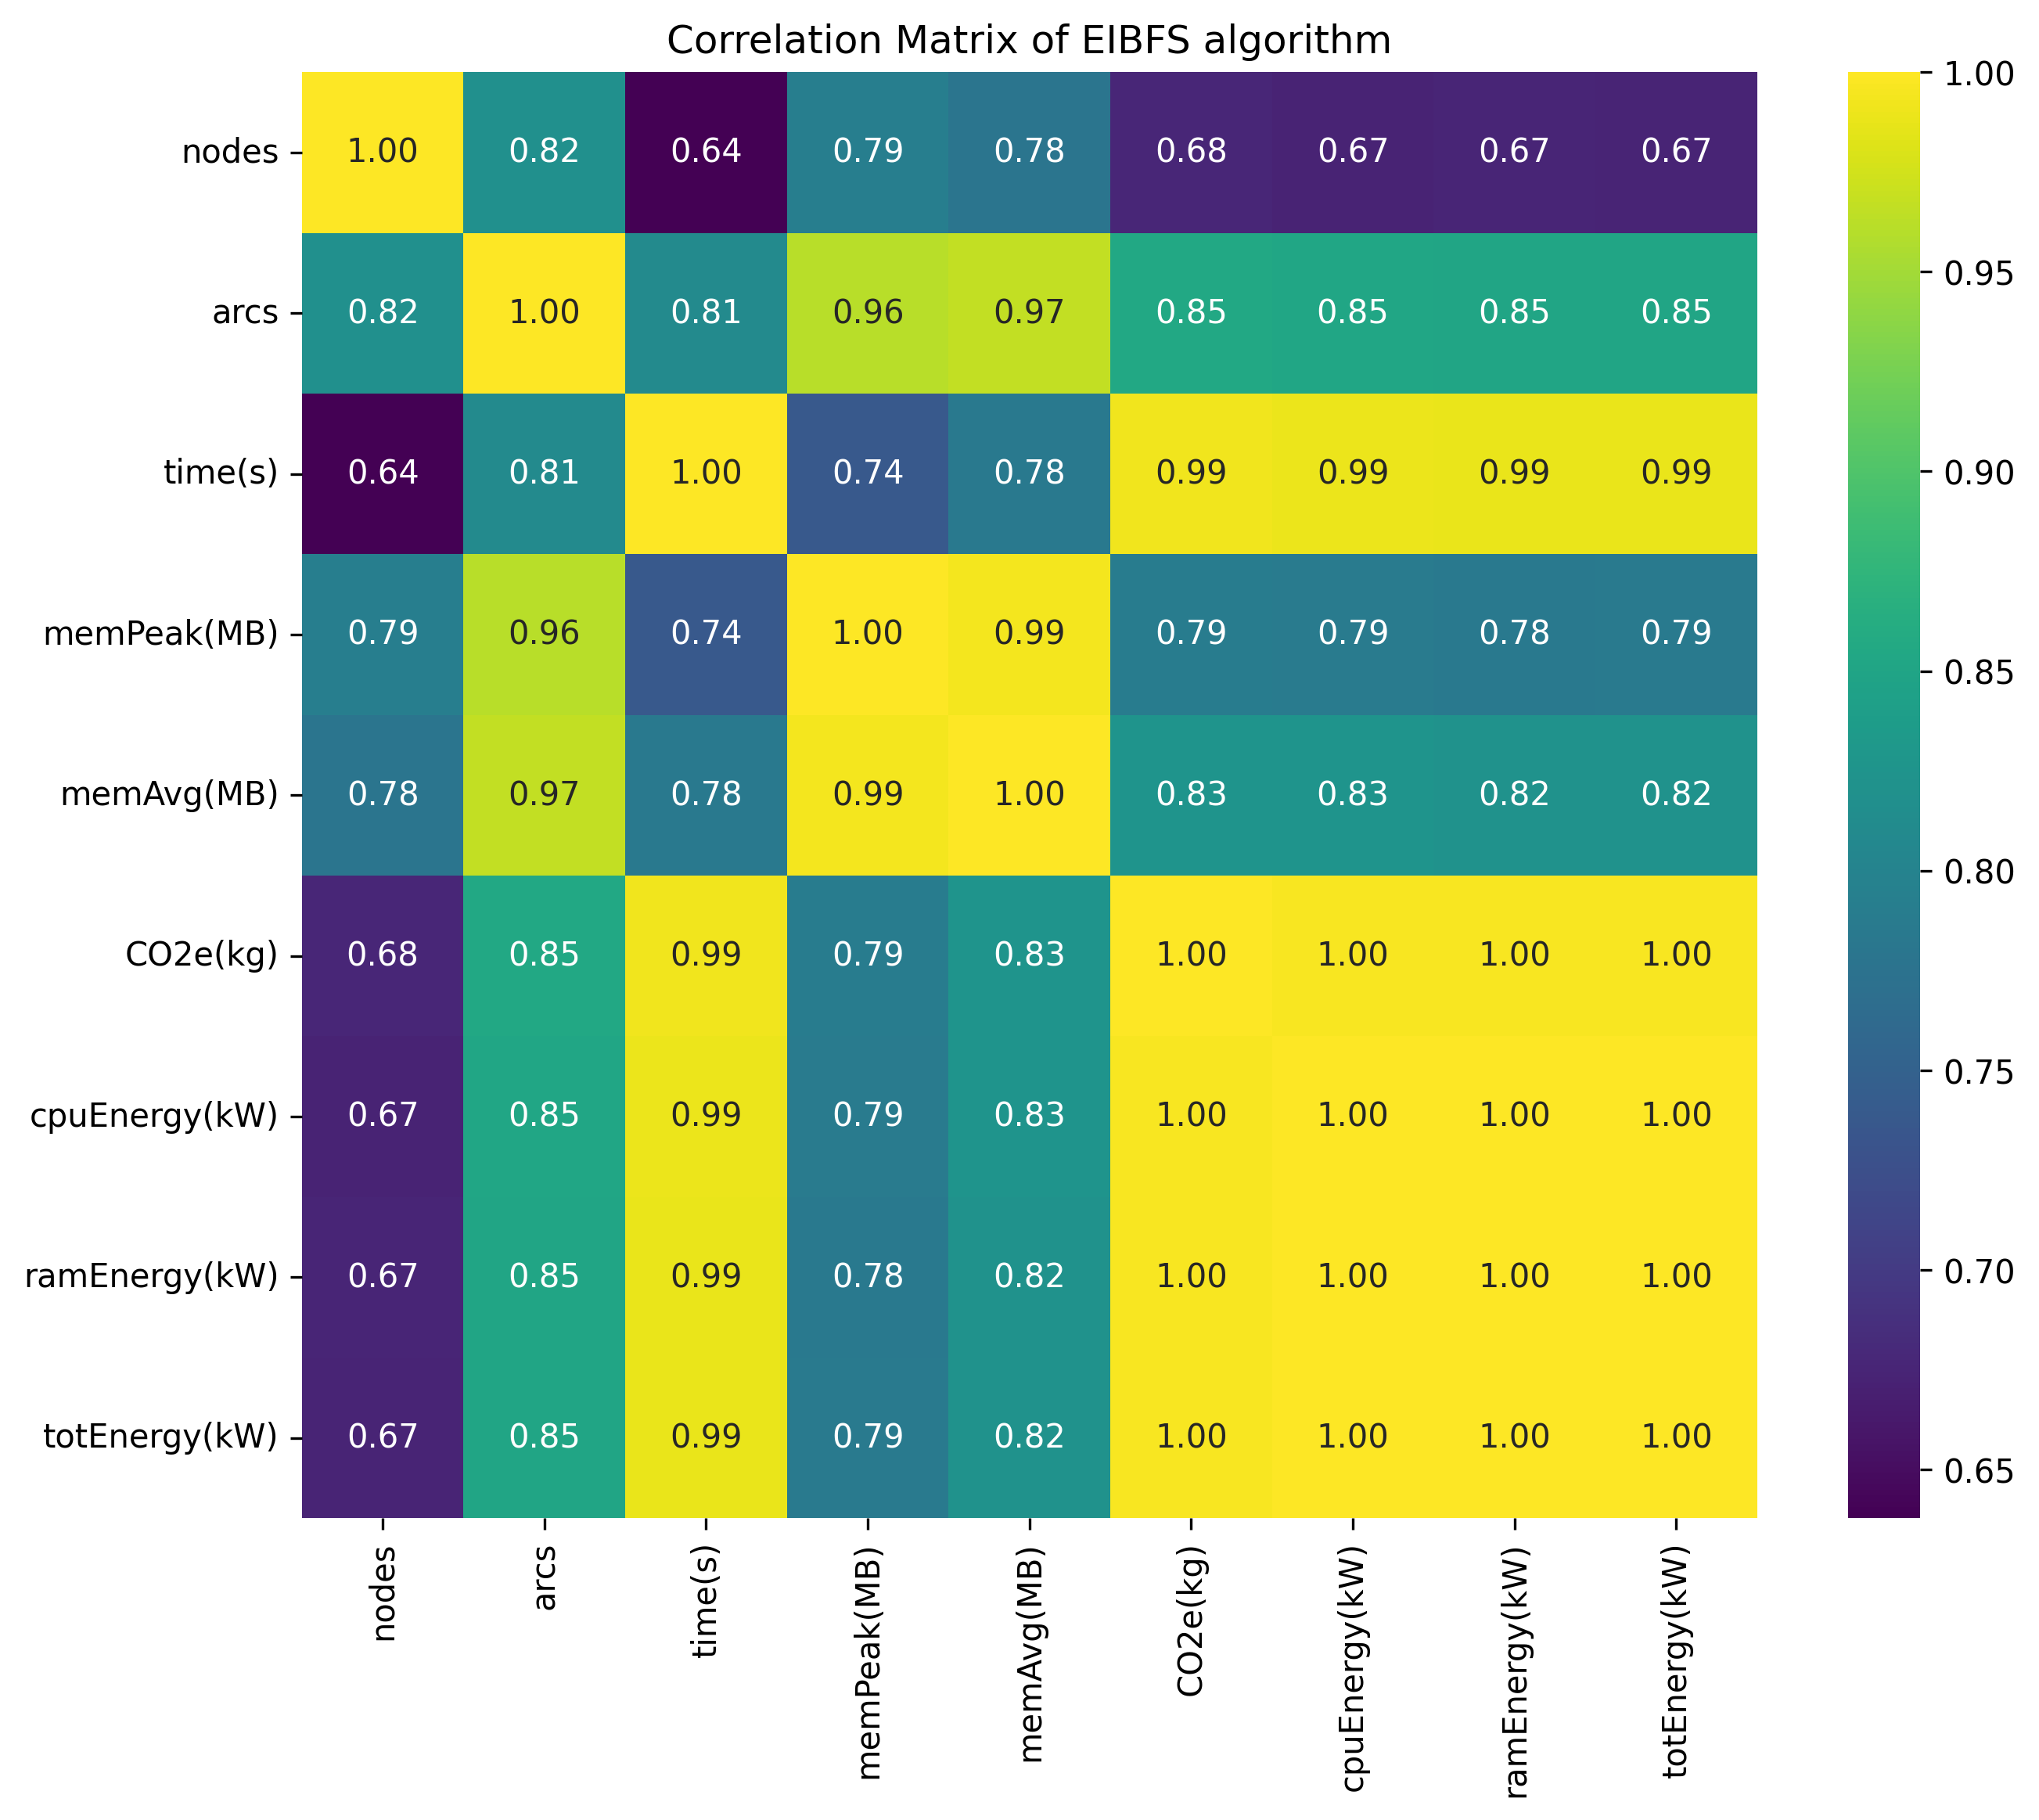 Correlation Matrix of EIBFS algorithm
nodes 1.00 0.82 0.64 0.79 0.78 0.68 0.67 0.67 0.67
arcs 0.82 1.00 0.81 0.96 0.97 0.85 0.85 0.85 0.85
time(s) 0.64 0.81 1.00 0.74 0.78 0.99 0.99 0.99 0.99
memPeak(MB) 0.79 0.96 0.74 1.00 0.99 0.79 0.79 0.78 0.79
memAvg(MB) 0.78 0.97 0.78 0.99 1.00 0.83 0.83 0.82 0.82
CO2e(kg) 0.68 0.85 0.99 0.79 0.83 1.00 1.00 1.00 1.00
cpuEnergy(kW) 0.67 0.85 0.99 0.79 0.83 1.00 1.00 1.00 1.00
ramEnergy(kW) 0.67 0.85 0.99 0.78 0.82 1.00 1.00 1.00 1.00
totEnergy(kW) 0.67 0.85 0.99 0.79 0.82 1.00 1.00 1.00 1.00
nodes
arcs
time(s)
memPeak(MB)
memAvg(MB)
CO2e(kg)
cpuEnergy(kW)
ramEnergy(kW)
totEnergy(kW)
1.00
0.95
0.90
0.85
0.80
0.75
0.70
0.65